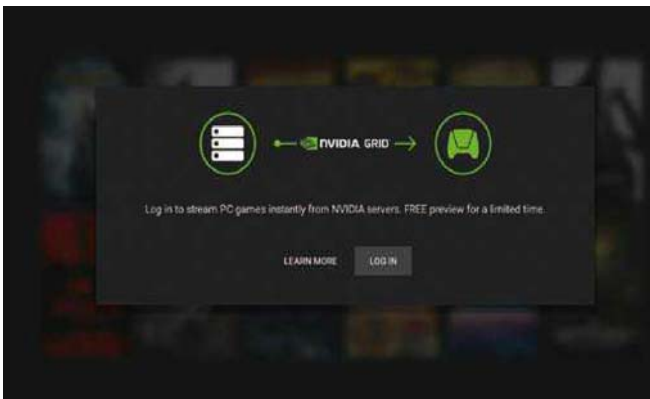 NVIDIA GRID
Log in to stream PC games instantly from NVIDIA servers. FREE preview for a limited time.
LEARN MORE
LOG IN